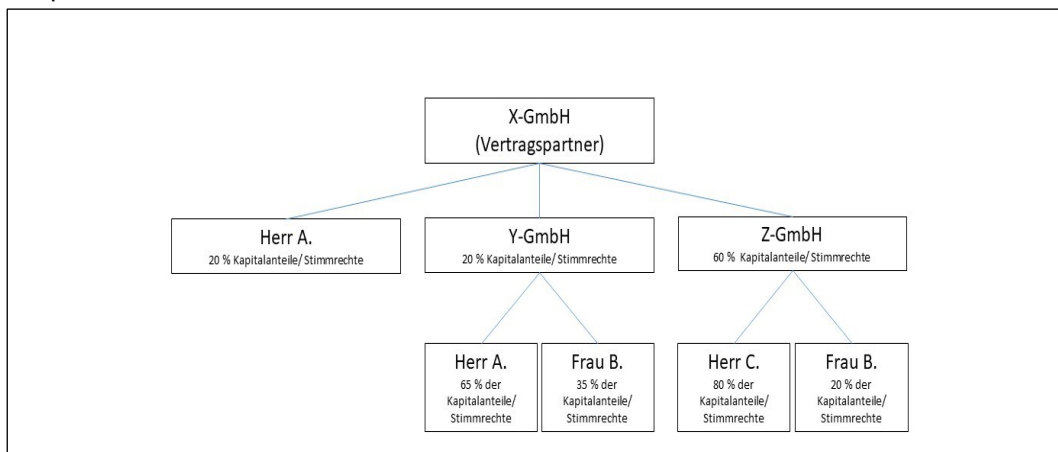 X-GmbH
(Vertragspartner)
Herr A.
20 % Kapitalanteile/ Stimmrechte
Y-GmbH
20 % Kapitalanteile/ Stimmrechte
Z-GmbH
60 % Kapitalanteile/ Stimmrechte
Herr A.
65 % der
Kapitalanteile/
Stimmrechte
Frau B.
35 % der
Kapitalanteile/
Stimmrechte
Herr C.
80 % der
Kapitalanteile/
Stimmrechte
Frau B.
20 % der
Kapitalanteile/
Stimmrechte